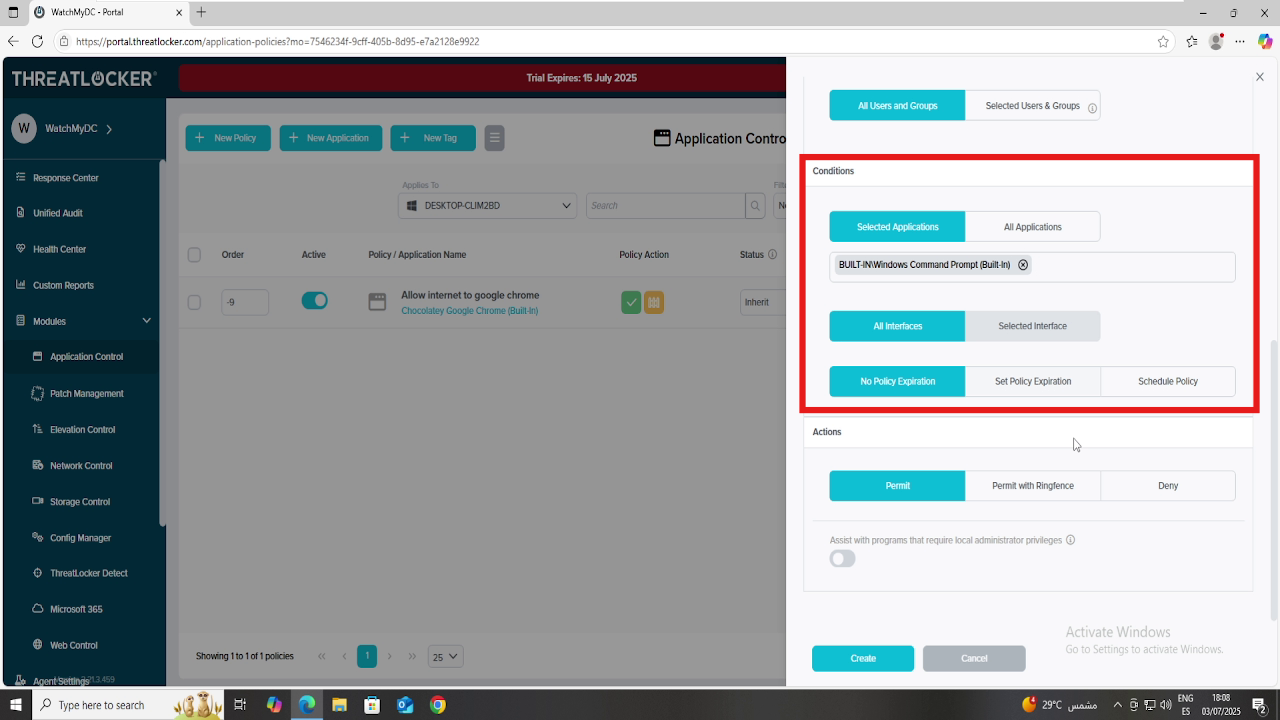 WatchMyDC - Portal
https://portal.threatlocker.com/application-policies?mo=7546234f-9cff-405b-8d95-e7a2128e9922
THREATLOCKER
Trial Expires: 15 July 2025
W WatchMyDC
Response Center
Unified Audit
Health Center
Custom Reports
Modules
Application Control
Patch Management
Elevation Control
Network Control
Storage Control
Config Manager
ThreatLocker Detect
Microsoft 365
Web Control
Agent Settings
New Policy New Application New Tag
Application Contro
Applies To
DESKTOP-CLIM2BD Search
Order Active Policy / Application Name Policy Action Status
-9 Allow internet to google chrome Inherit
Chocolatey Google Chrome (Built-In)
Showing 1 to 1 of 1 policies 1 25
All Users and Groups Selected Users & Groups
Conditions
Selected Applications All Applications
BUILT-IN\Windows Command Prompt (Built-In)
All Interfaces Selected Interface
No Policy Expiration Set Policy Expiration Schedule Policy
Actions
Permit Permit with Ringfence Deny
Assist with programs that require local administrator privileges
Create Cancel
Activate Windows
Go to Settings to activate Windows.
Type here to search
29°C مشمس
ENG
ES
18:08
03/07/2025